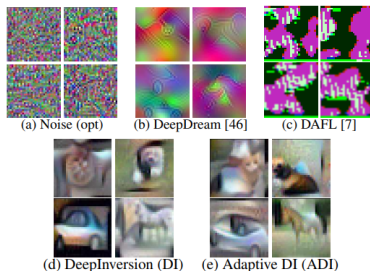 (a) Noise (opt) (b) DeepDream [46] (c) DAFL [7]
(d) DeepInversion (DI) (e) Adaptive DI (ADI)